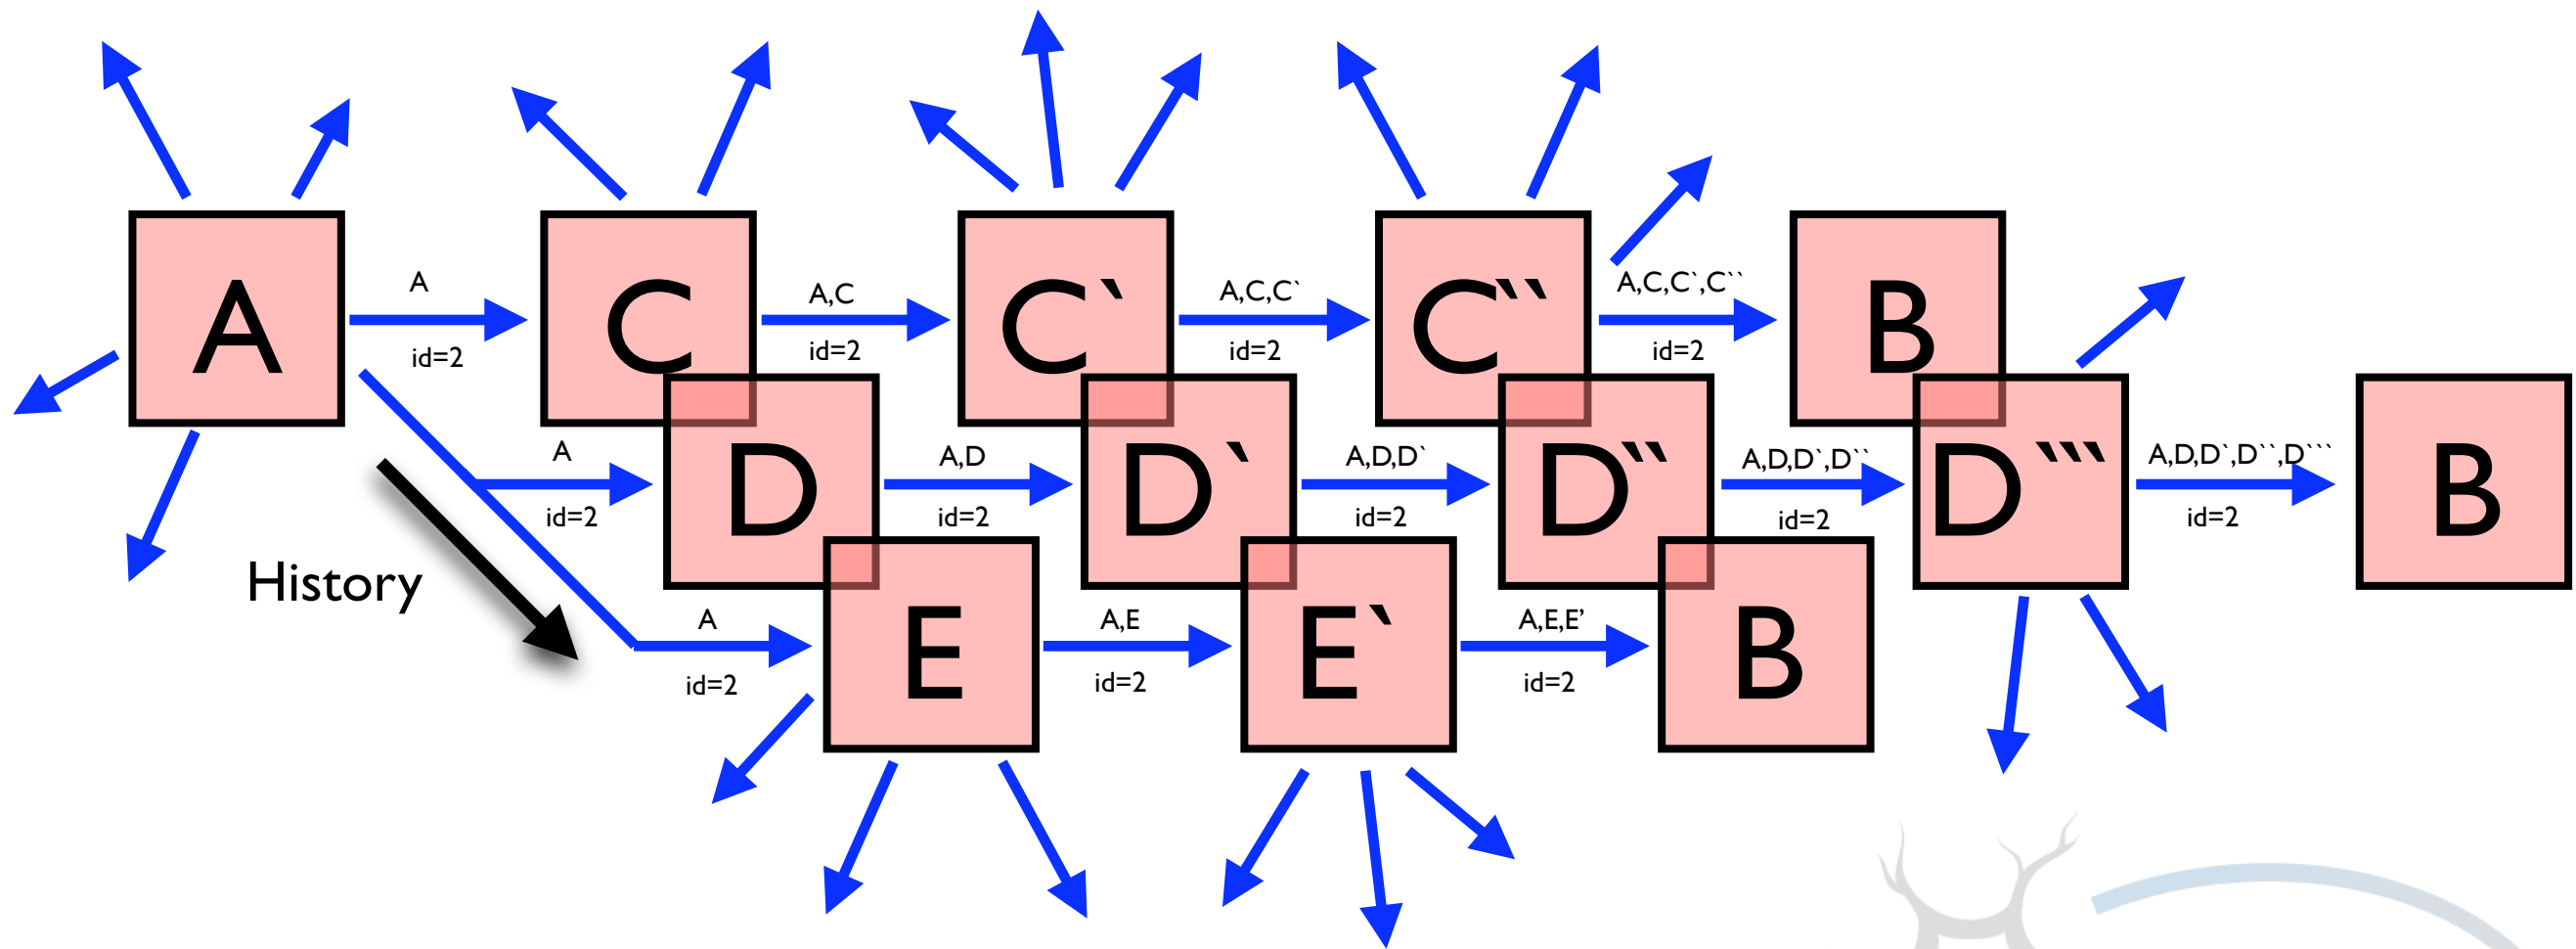 A
A
id=2
C
A,C
id=2
C`
A,C,C`
id=2
C``
A,C,C`,C``
id=2
B
A
id=2
D
A,D
id=2
D`
A,D,D`
id=2
D``
A,D,D`,D``
id=2
D```
A,D,D`,D``,D```
id=2
B
History
A
id=2
E
A,E
id=2
E`
A,E,E’
id=2
B